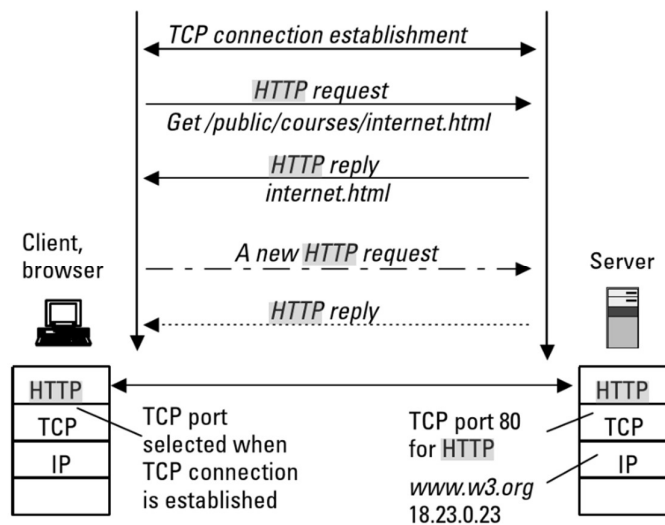 TCP connection establishment
HTTP request
Get /public/courses/internet.html
HTTP reply
internet.html
Client,
browser
A new HTTP request
Server
HTTP reply
HTTP
TCP
IP
TCP port
selected when
TCP connection
is established
TCP port 80
for HTTP
www.w3.org
18.23.0.23
HTTP
TCP
IP